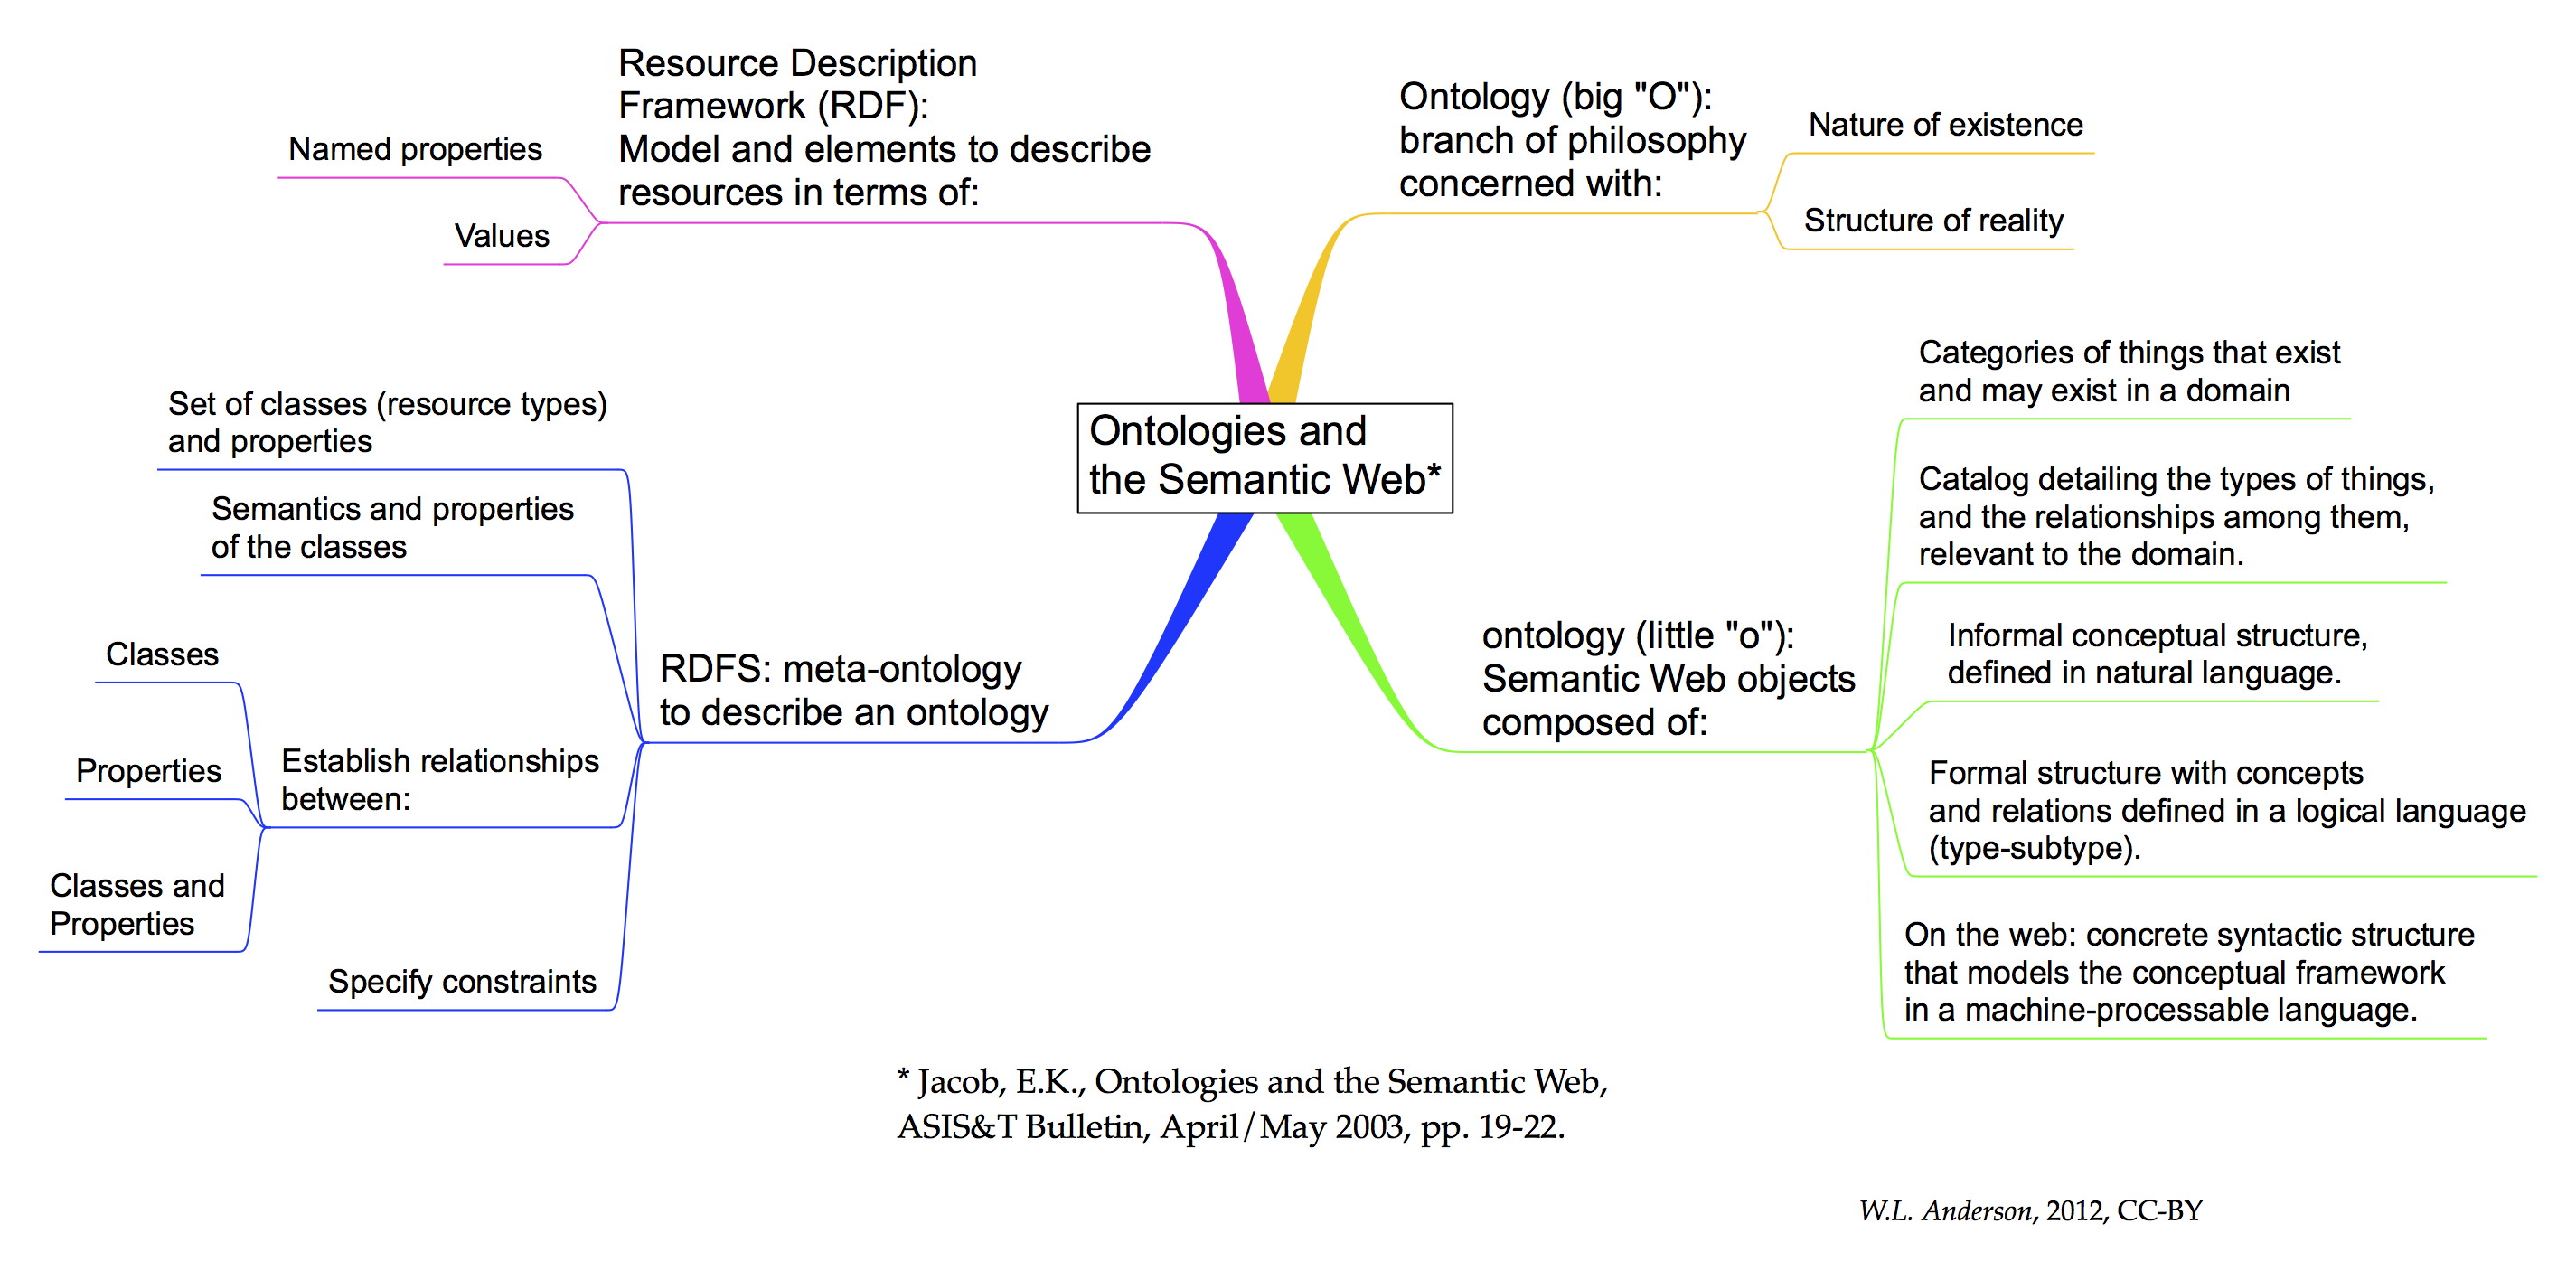 Ontologies and
the Semantic Web*
Resource Description
Framework (RDF):
Model and elements to describe
resources in terms of:
Named properties
Values
Ontology (big "O"):
branch of philosophy
concerned with:
Nature of existence
Structure of reality
ontology (little "o"):
Semantic Web objects
composed of:
Categories of things that exist
and may exist in a domain
Catalog detailing the types of things,
and the relationships among them,
relevant to the domain.
Informal conceptual structure,
defined in natural language.
Formal structure with concepts
and relations defined in a logical language
(type-subtype).
On the web: concrete syntactic structure
that models the conceptual framework
in a machine-processable language.
RDFS: meta-ontology
to describe an ontology
Set of classes (resource types)
and properties
Semantics and properties
of the classes
Establish relationships
between:
Classes
Properties
Classes and
Properties
Specify constraints
* Jacob, E.K., Ontologies and the Semantic Web,
ASIS&T Bulletin, April/May 2003, pp. 19-22.
W.L. Anderson, 2012, CC-BY